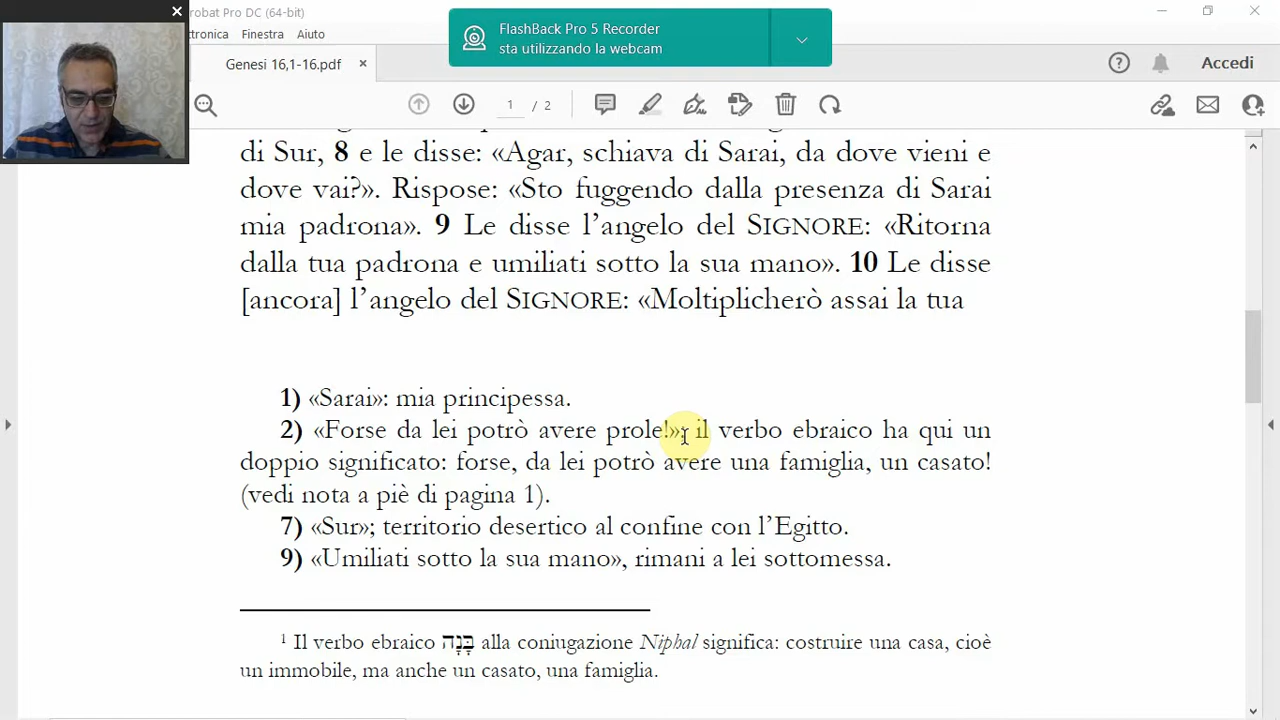 robat Pro DC (64-bit)
ttronica Finestra Aiuto
FlashBack Pro 5 Recorder
sta utilizzando la webcam
Genesi 16,1-16.pdf
Accedi
1 / 2
di Sur, 8 e le disse: «Agar, schiava di Sarai, da dove vieni e
dove vai?». Rispose: «Sto fuggendo dalla presenza di Sarai
mia padrona». 9 Le disse l’angelo del SIGNORE: «Ritorna
dalla tua padrona e umiliati sotto la sua mano». 10 Le disse
[ancora] l’angelo del SIGNORE: «Moltiplicherò assai la tua
1) «Sarai»: mia principessa.
2) «Forse da lei potrò avere prole!»; il verbo ebraico ha qui un
doppio significato: forse, da lei potrò avere una famiglia, un casato!
(vedi nota a piè di pagina 1).
7) «Sur»; territorio desertico al confine con l’Egitto.
9) «Umiliati sotto la sua mano», rimani a lei sottomessa.
1 Il verbo ebraico בָּנָה alla coniugazione Niphal significa: costruire una casa, cioè
un immobile, ma anche un casato, una famiglia.